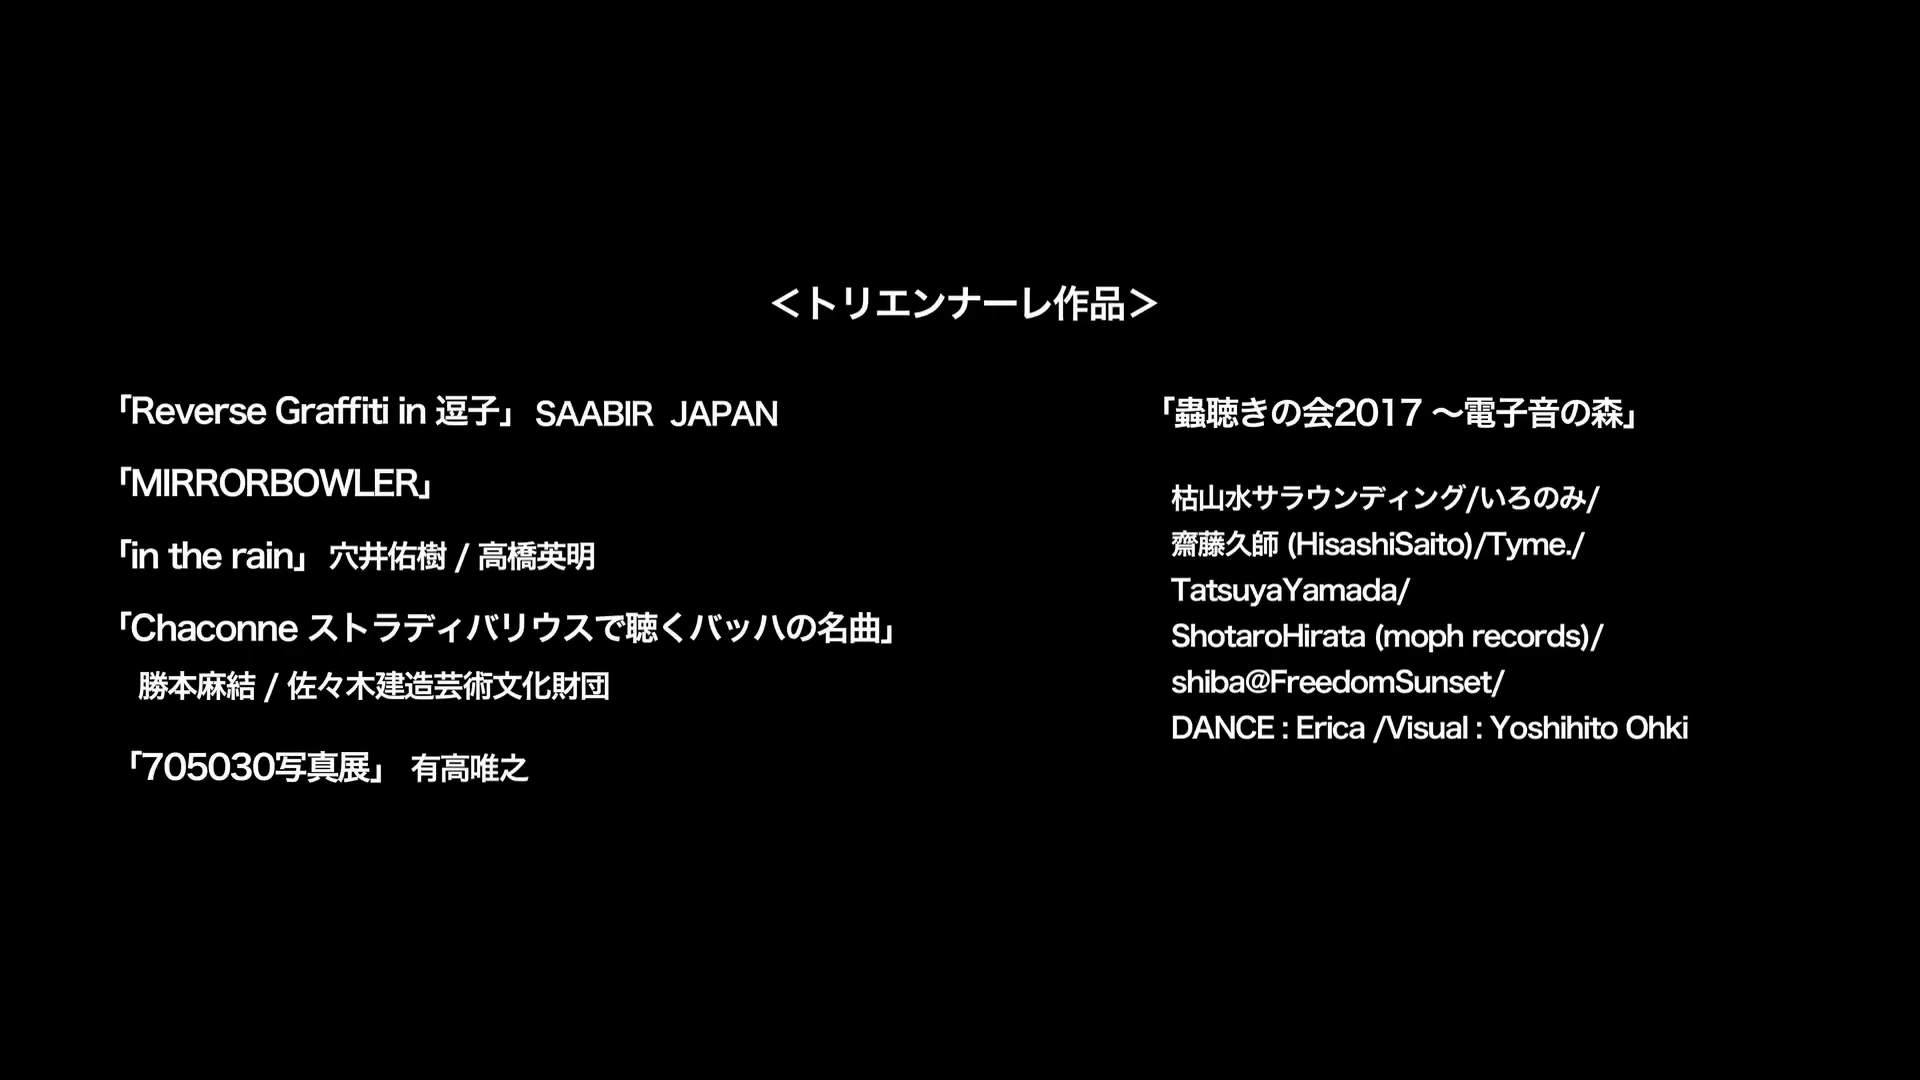 ＜トリエンナーレ作品＞
「Reverse Graffiti in 逗子」 SAABIR JAPAN
「MIRRORBOWLER」
「in the rain」 穴井佑樹 / 高橋英明
「Chaconne ストラディバリウスで聴くバッハの名曲」
勝本麻結 / 佐々木建造芸術文化財団
「705030写真展」 有高唯之
「蟲聴きの会2017 〜電子音の森」
枯山水サラウンディング/いろのみ/
齋藤久師 (HisashiSaito)/Tyme./
TatsuyaYamada/
ShotaroHirata (moph records)/
shiba@FreedomSunset/
DANCE : Erica /Visual : Yoshihito Ohki